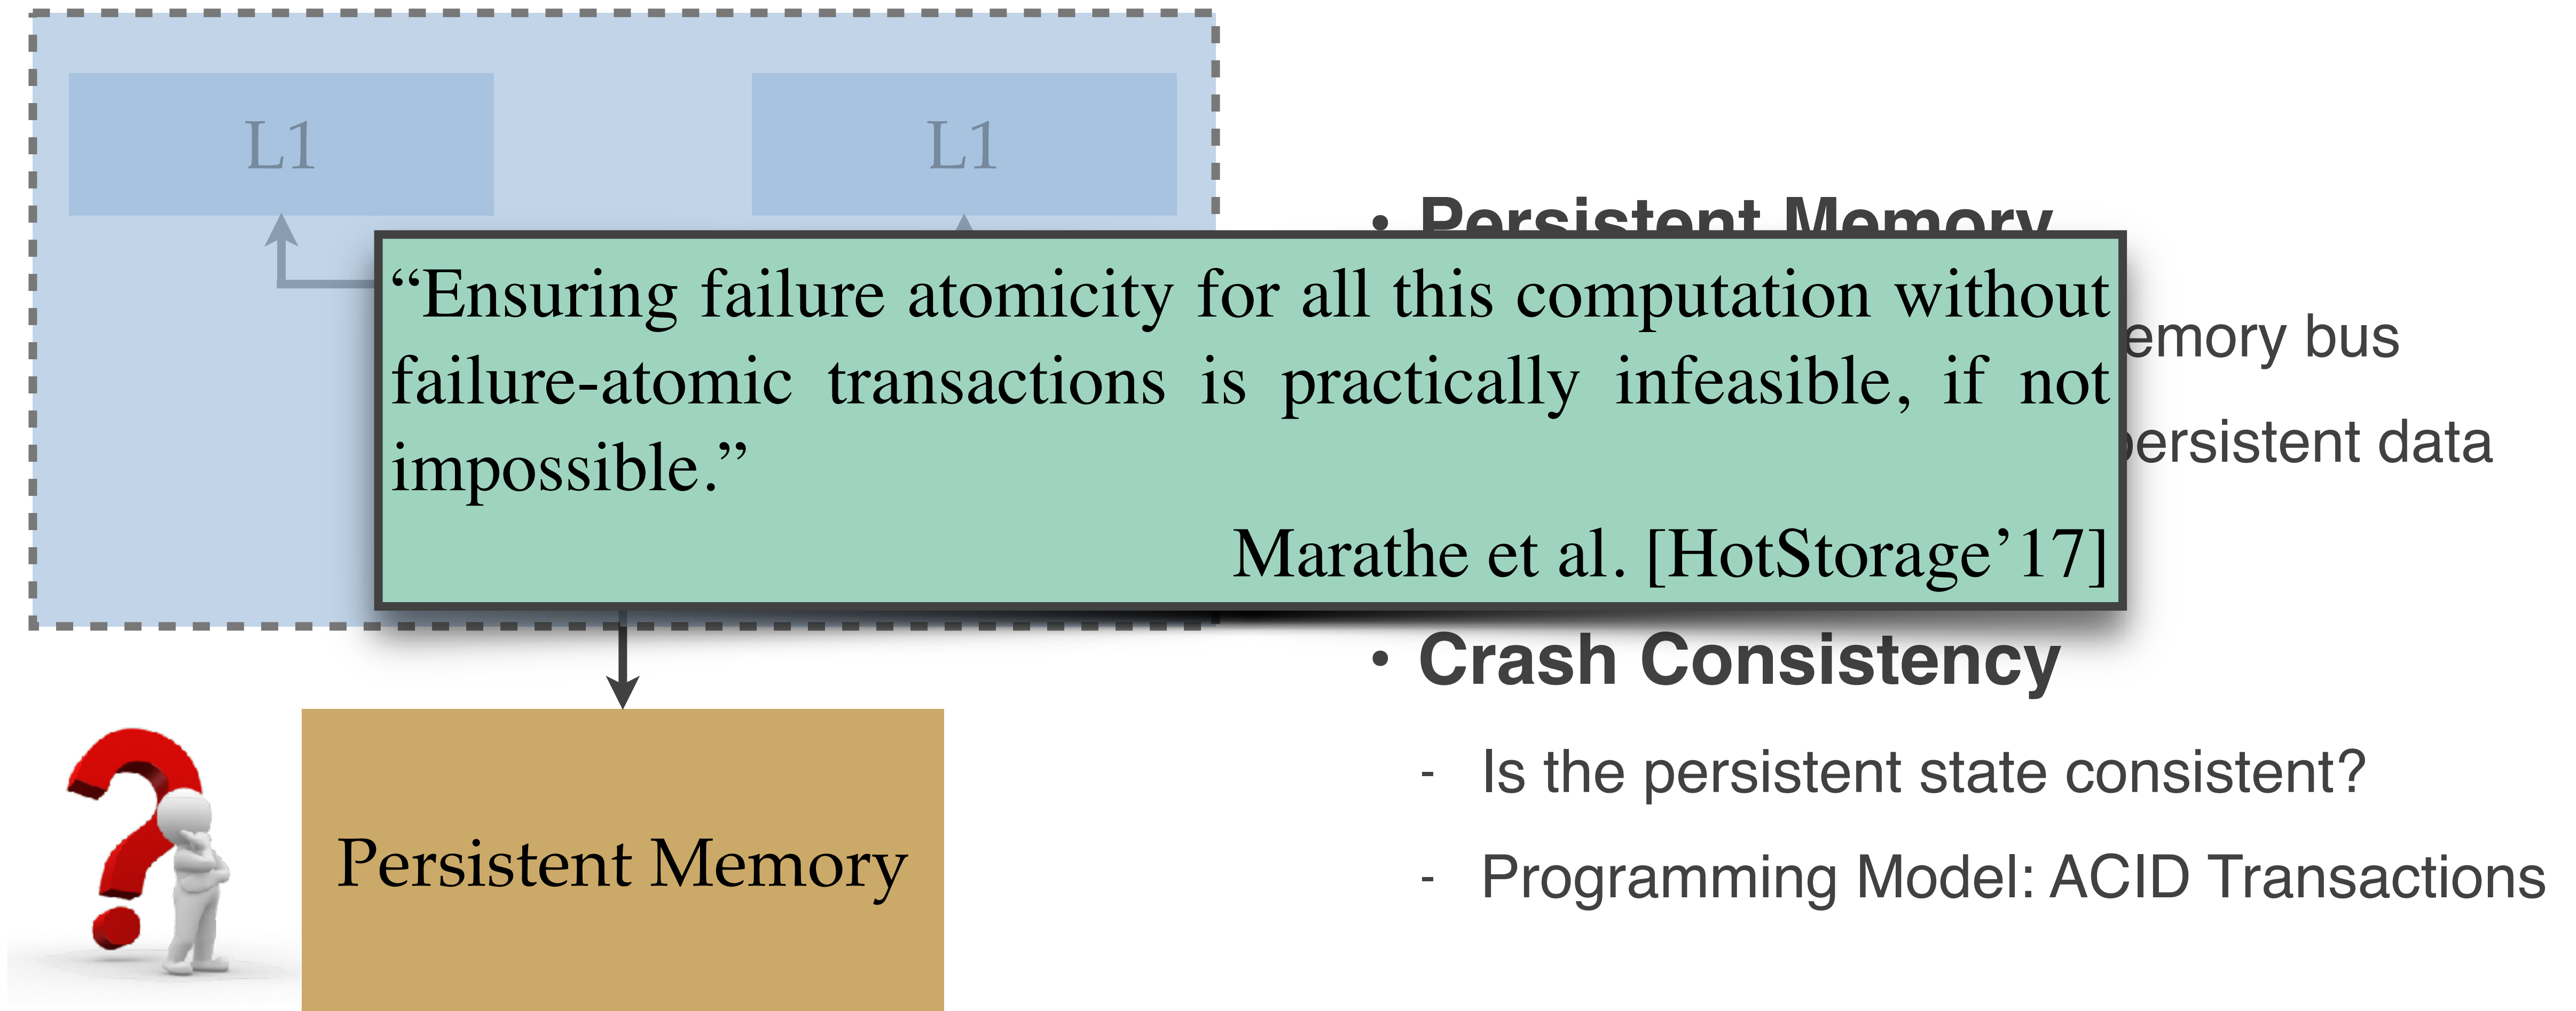 L1
L1
• Persistent Memory
“Ensuring failure atomicity for all this computation without
failure-atomic transactions is practically infeasible, if not
impossible.”
Marathe et al. [HotStorage’17]
bus
data
• Crash Consistency
- Is the persistent state consistent?
- Programming Model: ACID Transactions
Persistent Memory